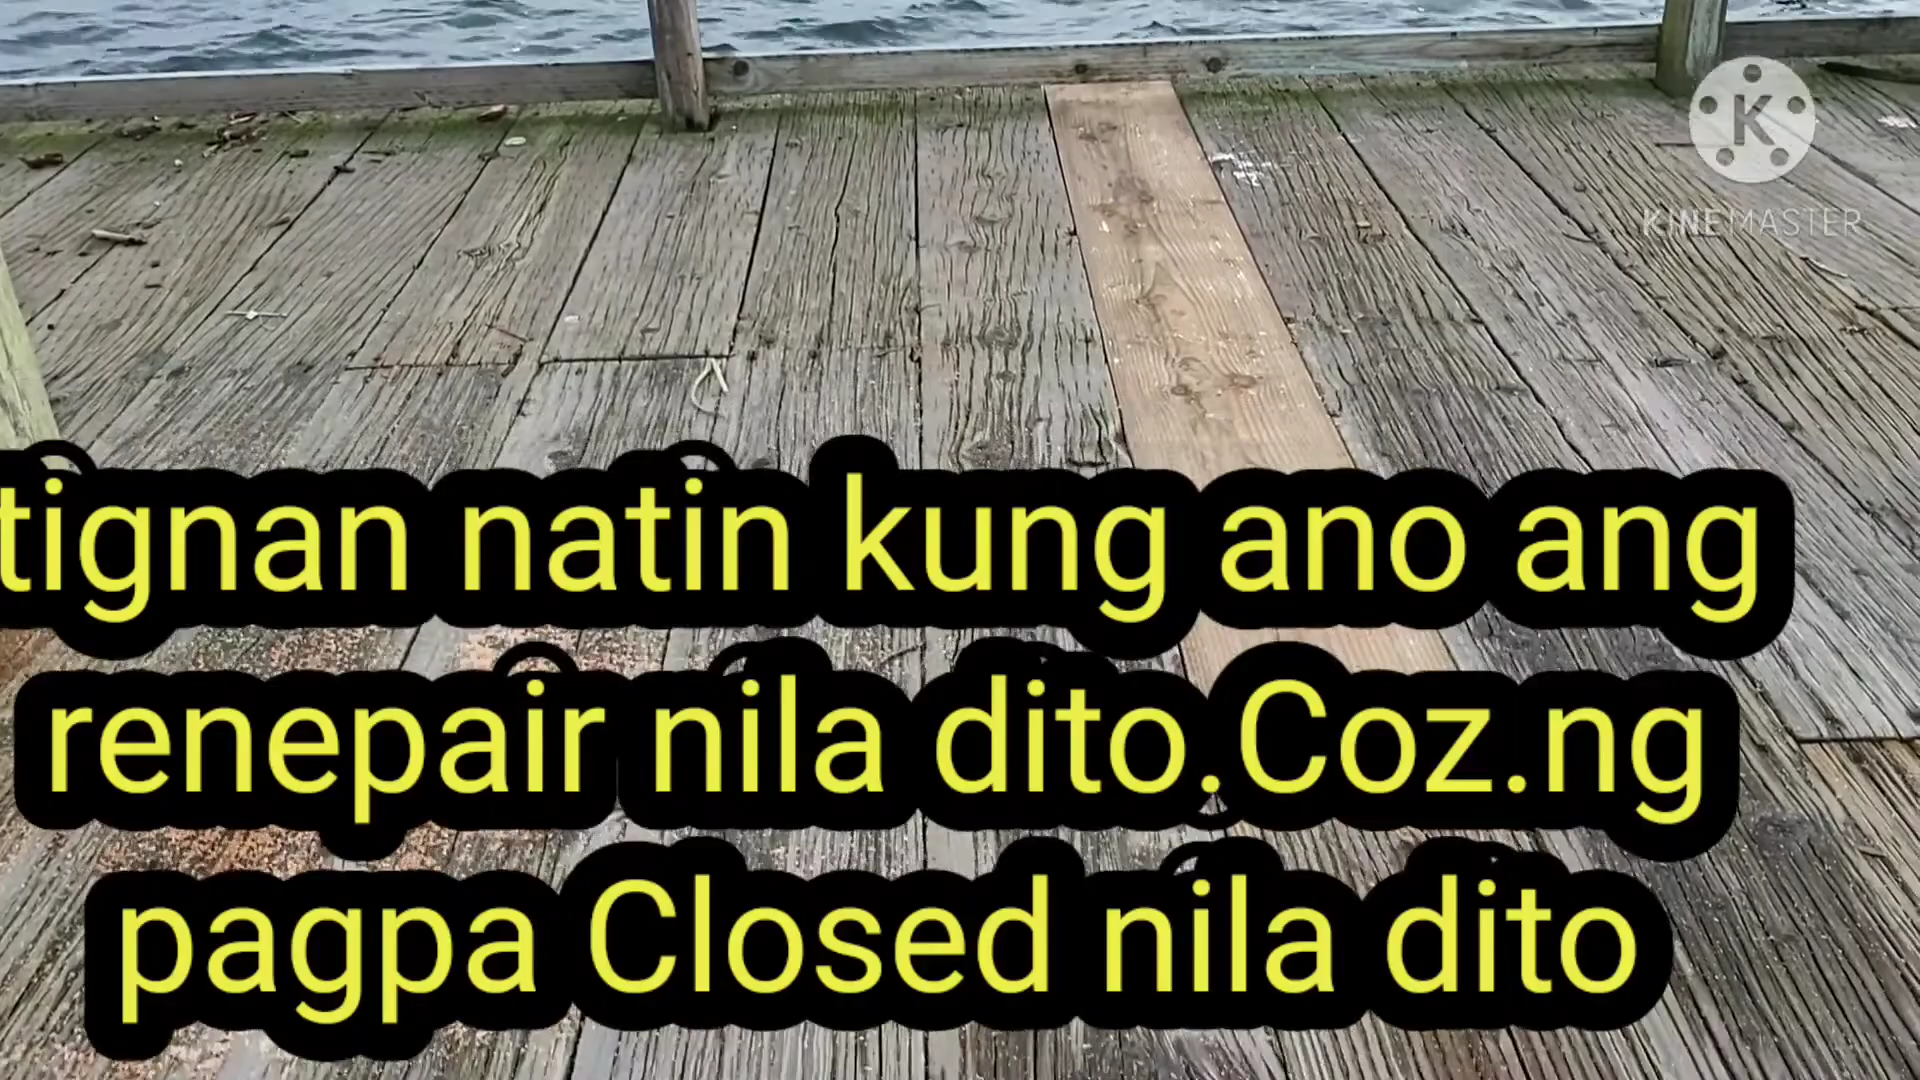 K
KINEMASTER
tignan natin kung ano ang
renepair nila dito.Coz.ng
pagpa Closed nila dito